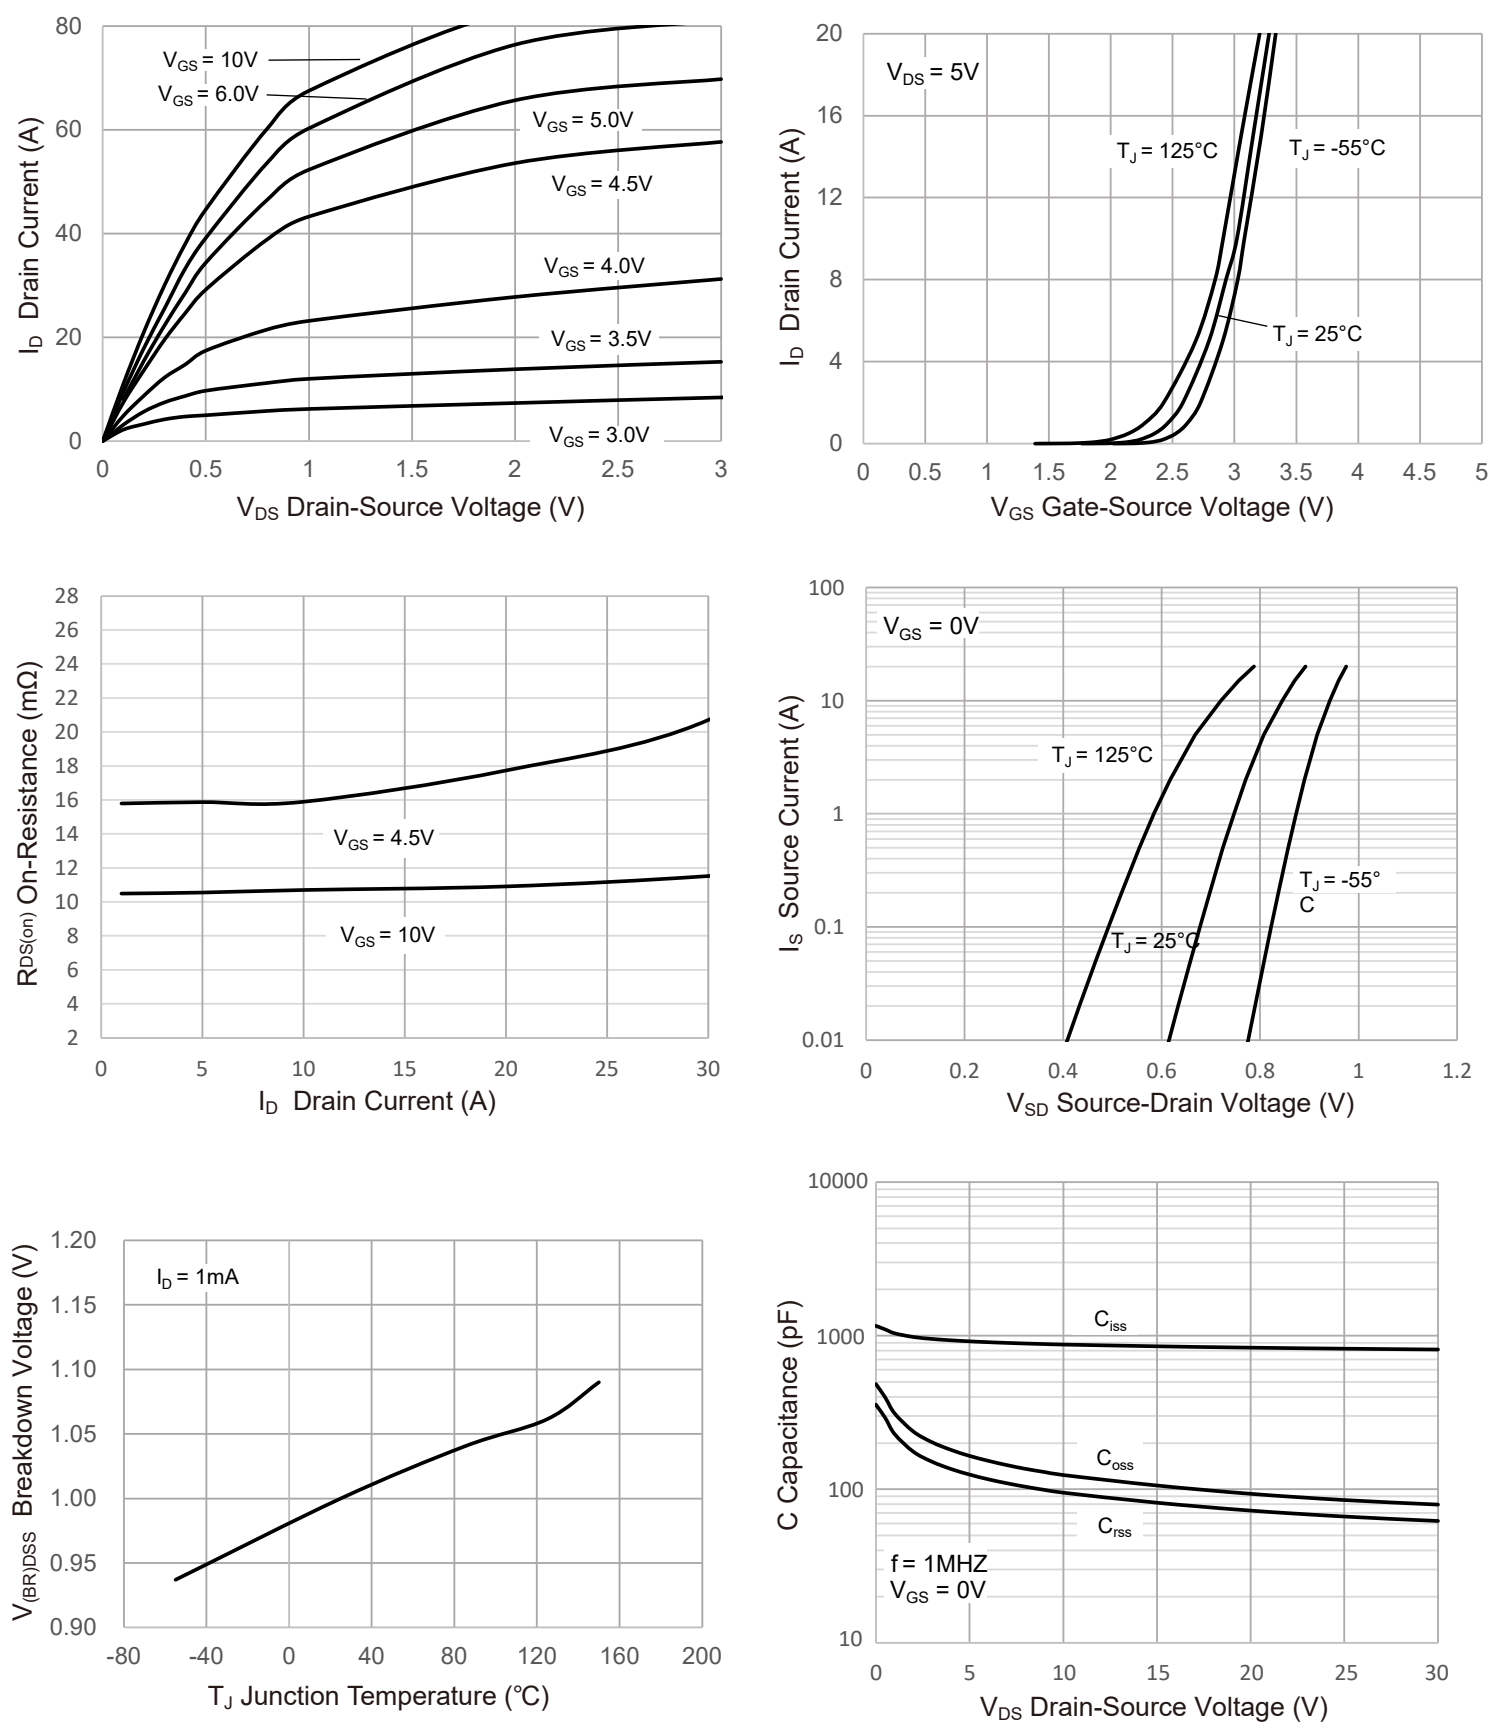 80
60
40
20
0
I_D Drain Current (A)
V_GS = 10V
V_GS = 6.0V
V_GS = 5.0V
V_GS = 4.5V
V_GS = 4.0V
V_GS = 3.5V
V_GS = 3.0V
0 0.5 1 1.5 2 2.5 3
V_DS Drain-Source Voltage (V)
20
16
12
8
4
0
I_D Drain Current (A)
V_DS = 5V
T_J = 125°C
T_J = -55°C
T_J = 25°C
0 0.5 1 1.5 2 2.5 3 3.5 4 4.5 5
V_GS Gate-Source Voltage (V)
28
26
24
22
20
18
16
14
12
10
8
6
4
2
RDS(on) On-Resistance (mΩ)
V_GS = 4.5V
V_GS = 10V
0 5 10 15 20 25 30
I_D Drain Current (A)
100
10
1
0.1
0.01
I_S Source Current (A)
V_GS = 0V
T_J = 125°C
T_J = 25°C
T_J = -55°
C
0 0.2 0.4 0.6 0.8 1 1.2
V_SD Source-Drain Voltage (V)
1.20
1.15
1.10
1.05
1.00
0.95
0.90
V_(BR)DSS Breakdown Voltage (V)
I_D = 1mA
-80 -40 0 40 80 120 160 200
T_J Junction Temperature (℃)
10000
1000
100
10
C Capacitance (pF)
C_iss
C_oss
C_rss
f = 1MHZ
V_GS = 0V
0 5 10 15 20 25 30
V_DS Drain-Source Voltage (V)